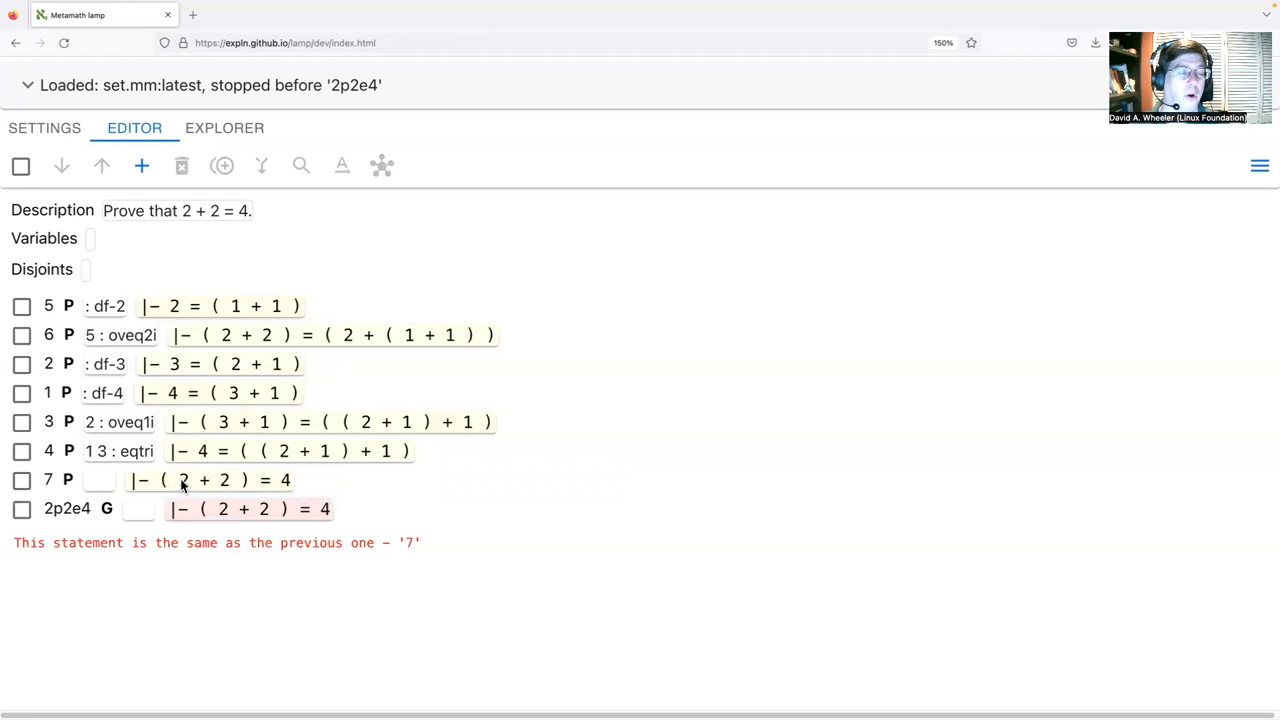 Metamath lamp
https://expln.github.io/lamp/dev/index.html
150%
Loaded: set.mm:latest, stopped before '2p2e4'
David A. Wheeler (Linux Foundation)
SETTINGS EDITOR EXPLORER
Description Prove that 2 + 2 = 4.
Variables
Disjoints
5 P : df-2 |- 2 = ( 1 + 1 )
6 P 5 : oveq2i |- ( 2 + 2 ) = ( 2 + ( 1 + 1 ) )
2 P : df-3 |- 3 = ( 2 + 1 )
1 P : df-4 |- 4 = ( 3 + 1 )
3 P 2 : oveq1i |- ( 3 + 1 ) = ( ( 2 + 1 ) + 1 )
4 P 1 3 : eqtri |- 4 = ( ( 2 + 1 ) + 1 )
7 P |- ( 2 + 2 ) = 4
2p2e4 G |- ( 2 + 2 ) = 4
This statement is the same as the previous one - '7'